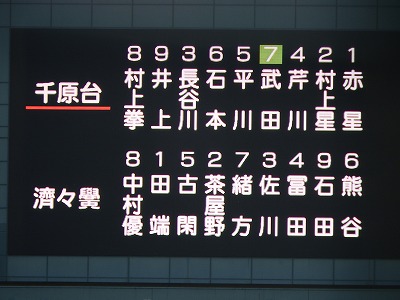 8 9 3 6 5 7 4 2 1
千原台 村上拳 井上 長谷川 石本 平川 武田 芹川 村上星 赤星
8 1 5 2 7 3 4 9 6
濟々黌 中村優 田端 古閑 茶屋野 緒方 佐川 冨田 石田 熊谷